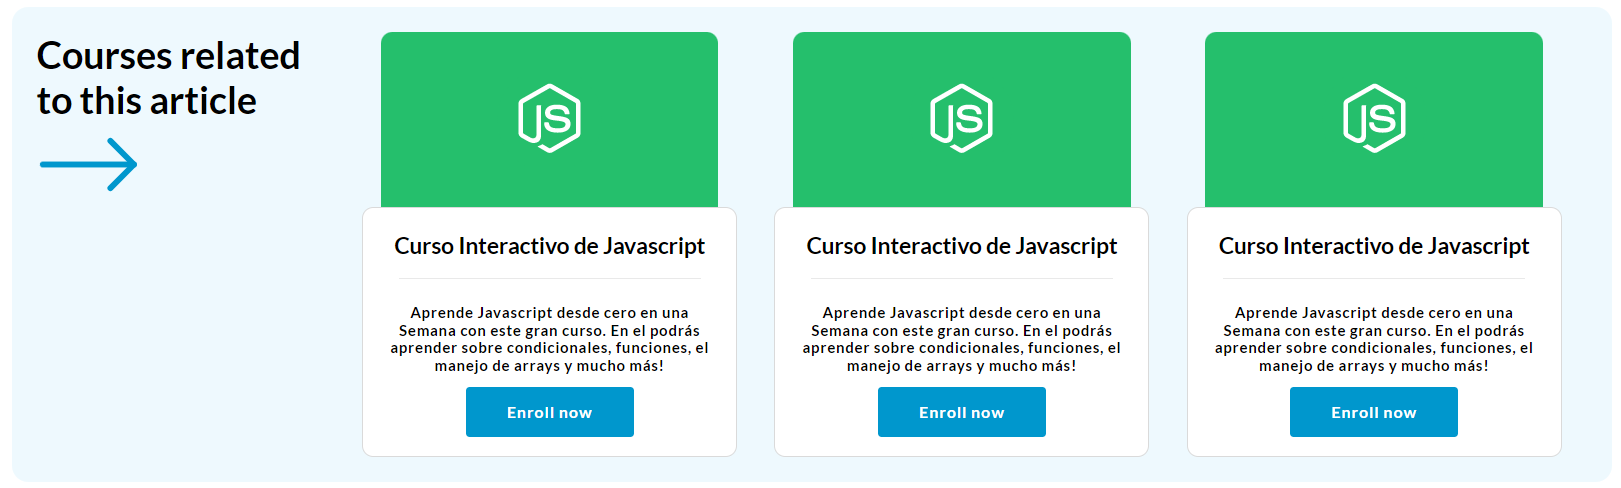 Courses related
to this article
JS
Curso Interactivo de Javascript
Aprende Javascript desde cero en una
Semana con este gran curso. En el podrás
aprender sobre condicionales, funciones, el
manejo de arrays y mucho más!
Enroll now
JS
Curso Interactivo de Javascript
Aprende Javascript desde cero en una
Semana con este gran curso. En el podrás
aprender sobre condicionales, funciones, el
manejo de arrays y mucho más!
Enroll now
JS
Curso Interactivo de Javascript
Aprende Javascript desde cero en una
Semana con este gran curso. En el podrás
aprender sobre condicionales, funciones, el
manejo de arrays y mucho más!
Enroll now